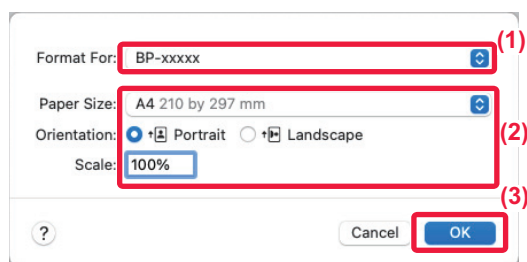 (1)
Format For: BP-xxxxx
Paper Size: A4 210 by 297 mm
Orientation: Portrait Landscape
(2)
Scale: 100%
(3)
? Cancel OK